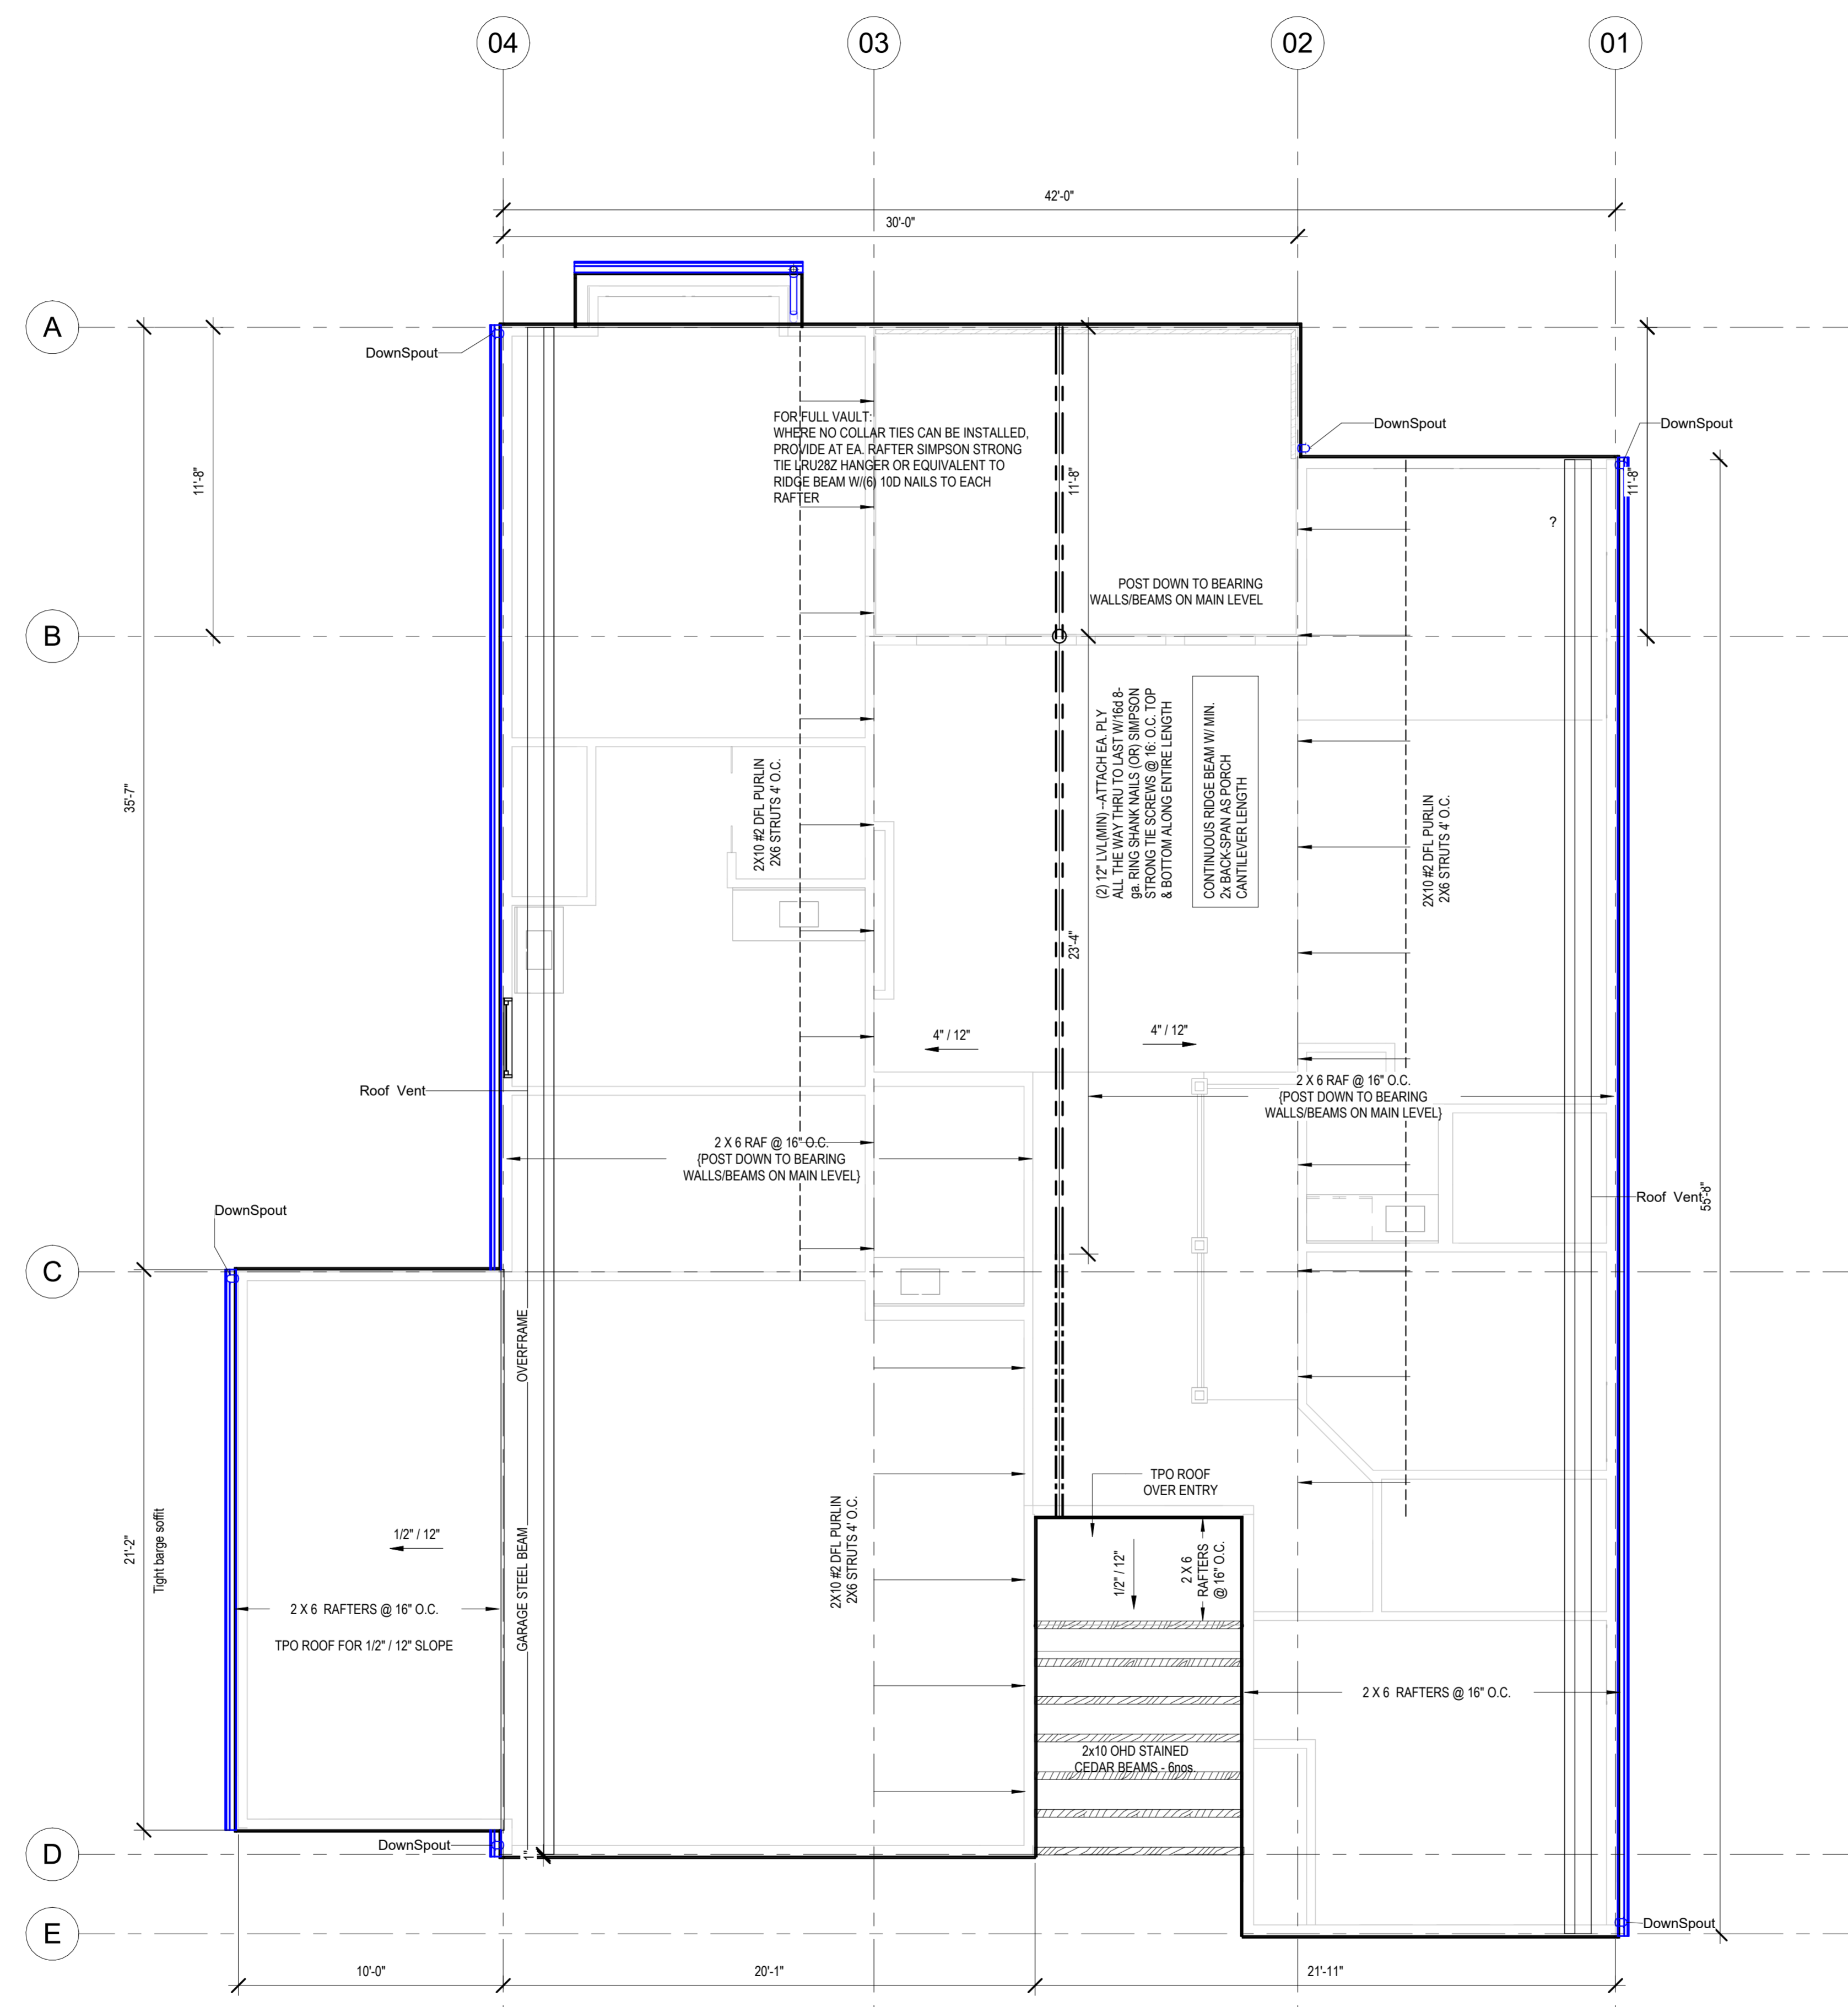 04
03
02
01
42'-0"
30'-0"
A
DownSpout
DownSpout
DownSpout
FOR FULL VAULT:
WHERE NO COLLAR TIES CAN BE INSTALLED,
PROVIDE AT EA. RAFTER SIMPSON STRONG
TIE LRU28Z HANGER OR EQUIVALENT TO
RIDGE BEAM W/(6) 10D NAILS TO EACH
RAFTER
11'-8"
11'-8"
11'-8"
?
POST DOWN TO BEARING
WALLS/BEAMS ON MAIN LEVEL
B
35'-7"
2X10 #2 DFL PURLIN
2X6 STRUTS 4' O.C.
(2) 12" LVL(MIN) --ATTACH EA. PLY
ALL THE WAY THRU TO LAST W/16d 8-
ga. RING SHANK NAILS (OR) SIMPSON
STRONG TIE SCREWS @ 16: O.C. TOP
& BOTTOM ALONG ENTIRE LENGTH
CONTINUOUS RIDGE BEAM W/ MIN.
2x BACK-SPAN AS PORCH
CANTILEVER LENGTH
2X10 #2 DFL PURLIN
2X6 STRUTS 4' O.C.
23'-4"
4" / 12"
4" / 12"
Roof Vent
2 X 6 RAF @ 16" O.C.
{POST DOWN TO BEARING
WALLS/BEAMS ON MAIN LEVEL}
2 X 6 RAF @ 16" O.C.
{POST DOWN TO BEARING
WALLS/BEAMS ON MAIN LEVEL}
Roof Vent
55'-8"
DownSpout
C
OVERFRAME
21'-2"
Tight barge soffit
1/2" / 12"
2 X 6 RAFTERS @ 16" O.C.
TPO ROOF FOR 1/2" / 12" SLOPE
GARAGE STEEL BEAM
2X10 #2 DFL PURLIN
2X6 STRUTS 4' O.C.
TPO ROOF
OVER ENTRY
1/2" / 12"
2 X 6
RAFTERS
@ 16" O.C.
2 X 6 RAFTERS @ 16" O.C.
2x10 OHD STAINED
CEDAR BEAMS - 6nos.
DownSpout
1"
D
DownSpout
E
10'-0"
20'-1"
21'-11"